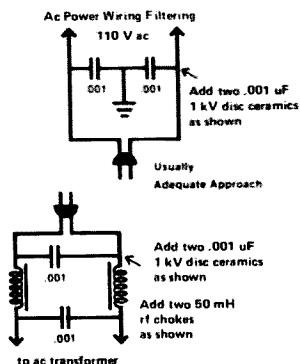 Ac Power Wiring Filtering
110 V ac
.001 .001
Add two .001 uF
1 kV disc ceramics
as shown
Usually
Adequate Approach
.001
Add two .001 uF
1 kV disc ceramics
as shown
Add two 50 mH
rf chokes
as shown
.001
to ac transformer